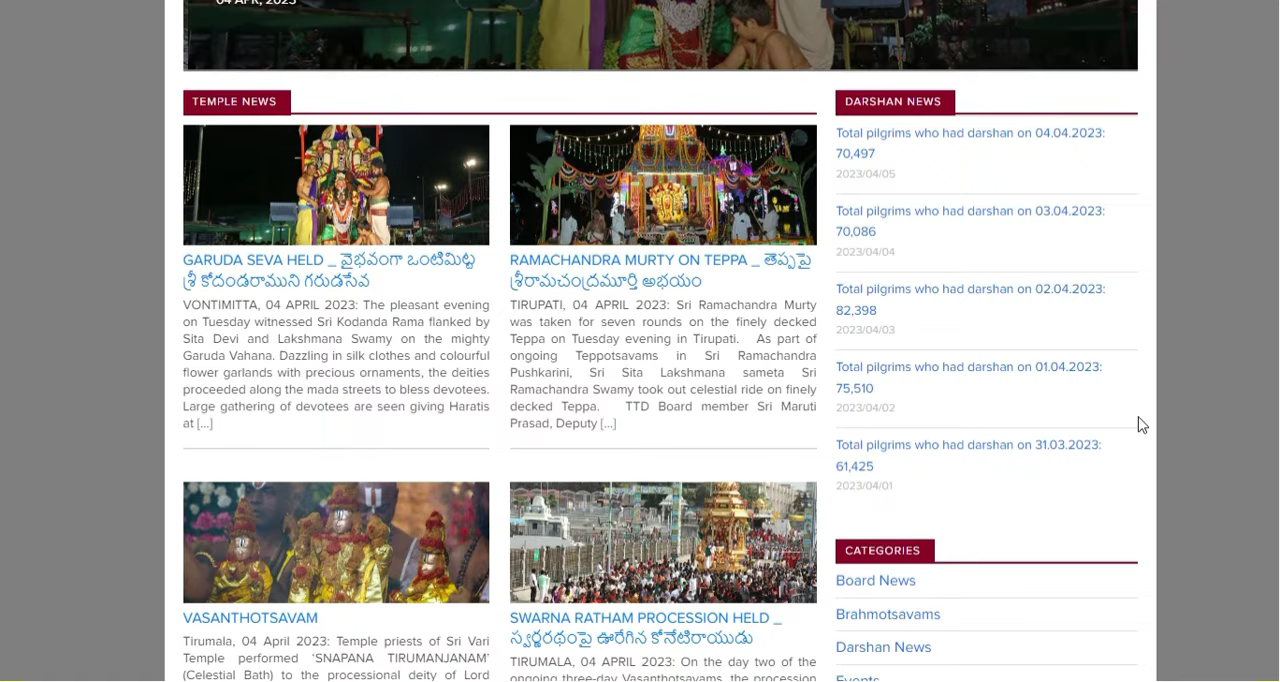 04 APR, 2023
TEMPLE NEWS
GARUDA SEVA HELD _ వైభవంగా ఒంటిమిట్ట
శ్రీ కోదండరాముని గరుడసేవ
VONTIMITTA, 04 APRIL 2023: The pleasant evening
on Tuesday witnessed Sri Kodanda Rama flanked by
Sita Devi and Lakshmana Swamy on the mighty
Garuda Vahana. Dazzling in silk clothes and colourful
flower garlands with precious ornaments, the deities
proceeded along the mada streets to bless devotees.
Large gathering of devotees are seen giving Haratis
at [...]
RAMACHANDRA MURTY ON TEPPA _ తెప్పపై
శ్రీరామచంద్రమూర్తి అభయం
TIRUPATI, 04 APRIL 2023: Sri Ramachandra Murty
was taken for seven rounds on the finely decked
Teppa on Tuesday evening in Tirupati. As part of
ongoing Teppotsavams in Sri Ramachandra
Pushkarini, Sri Sita Lakshmana sameta Sri
Ramachandra Swamy took out celestial ride on finely
decked Teppa. TTD Board member Sri Maruti
Prasad, Deputy [...]
VASANTHOTSAVAM
Tirumala, 04 April 2023: Temple priests of Sri Vari
Temple performed ‘SNAPANA TIRUMANJANAM’
(Celestial Bath) to the processional deity of Lord
SWARNA RATHAM PROCESSION HELD _
స్వర్ణరథంపై ఊరేగిన కోనేటిరాయుడు
TIRUMALA, 04 APRIL 2023: On the day two of the
ongoing three-day Vasanthotsavams, the procession
DARSHAN NEWS
Total pilgrims who had darshan on 04.04.2023:
70,497
2023/04/05
Total pilgrims who had darshan on 03.04.2023:
70,086
2023/04/04
Total pilgrims who had darshan on 02.04.2023:
82,398
2023/04/03
Total pilgrims who had darshan on 01.04.2023:
75,510
2023/04/02
Total pilgrims who had darshan on 31.03.2023:
61,425
2023/04/01
CATEGORIES
Board News
Brahmotsavams
Darshan News
Events